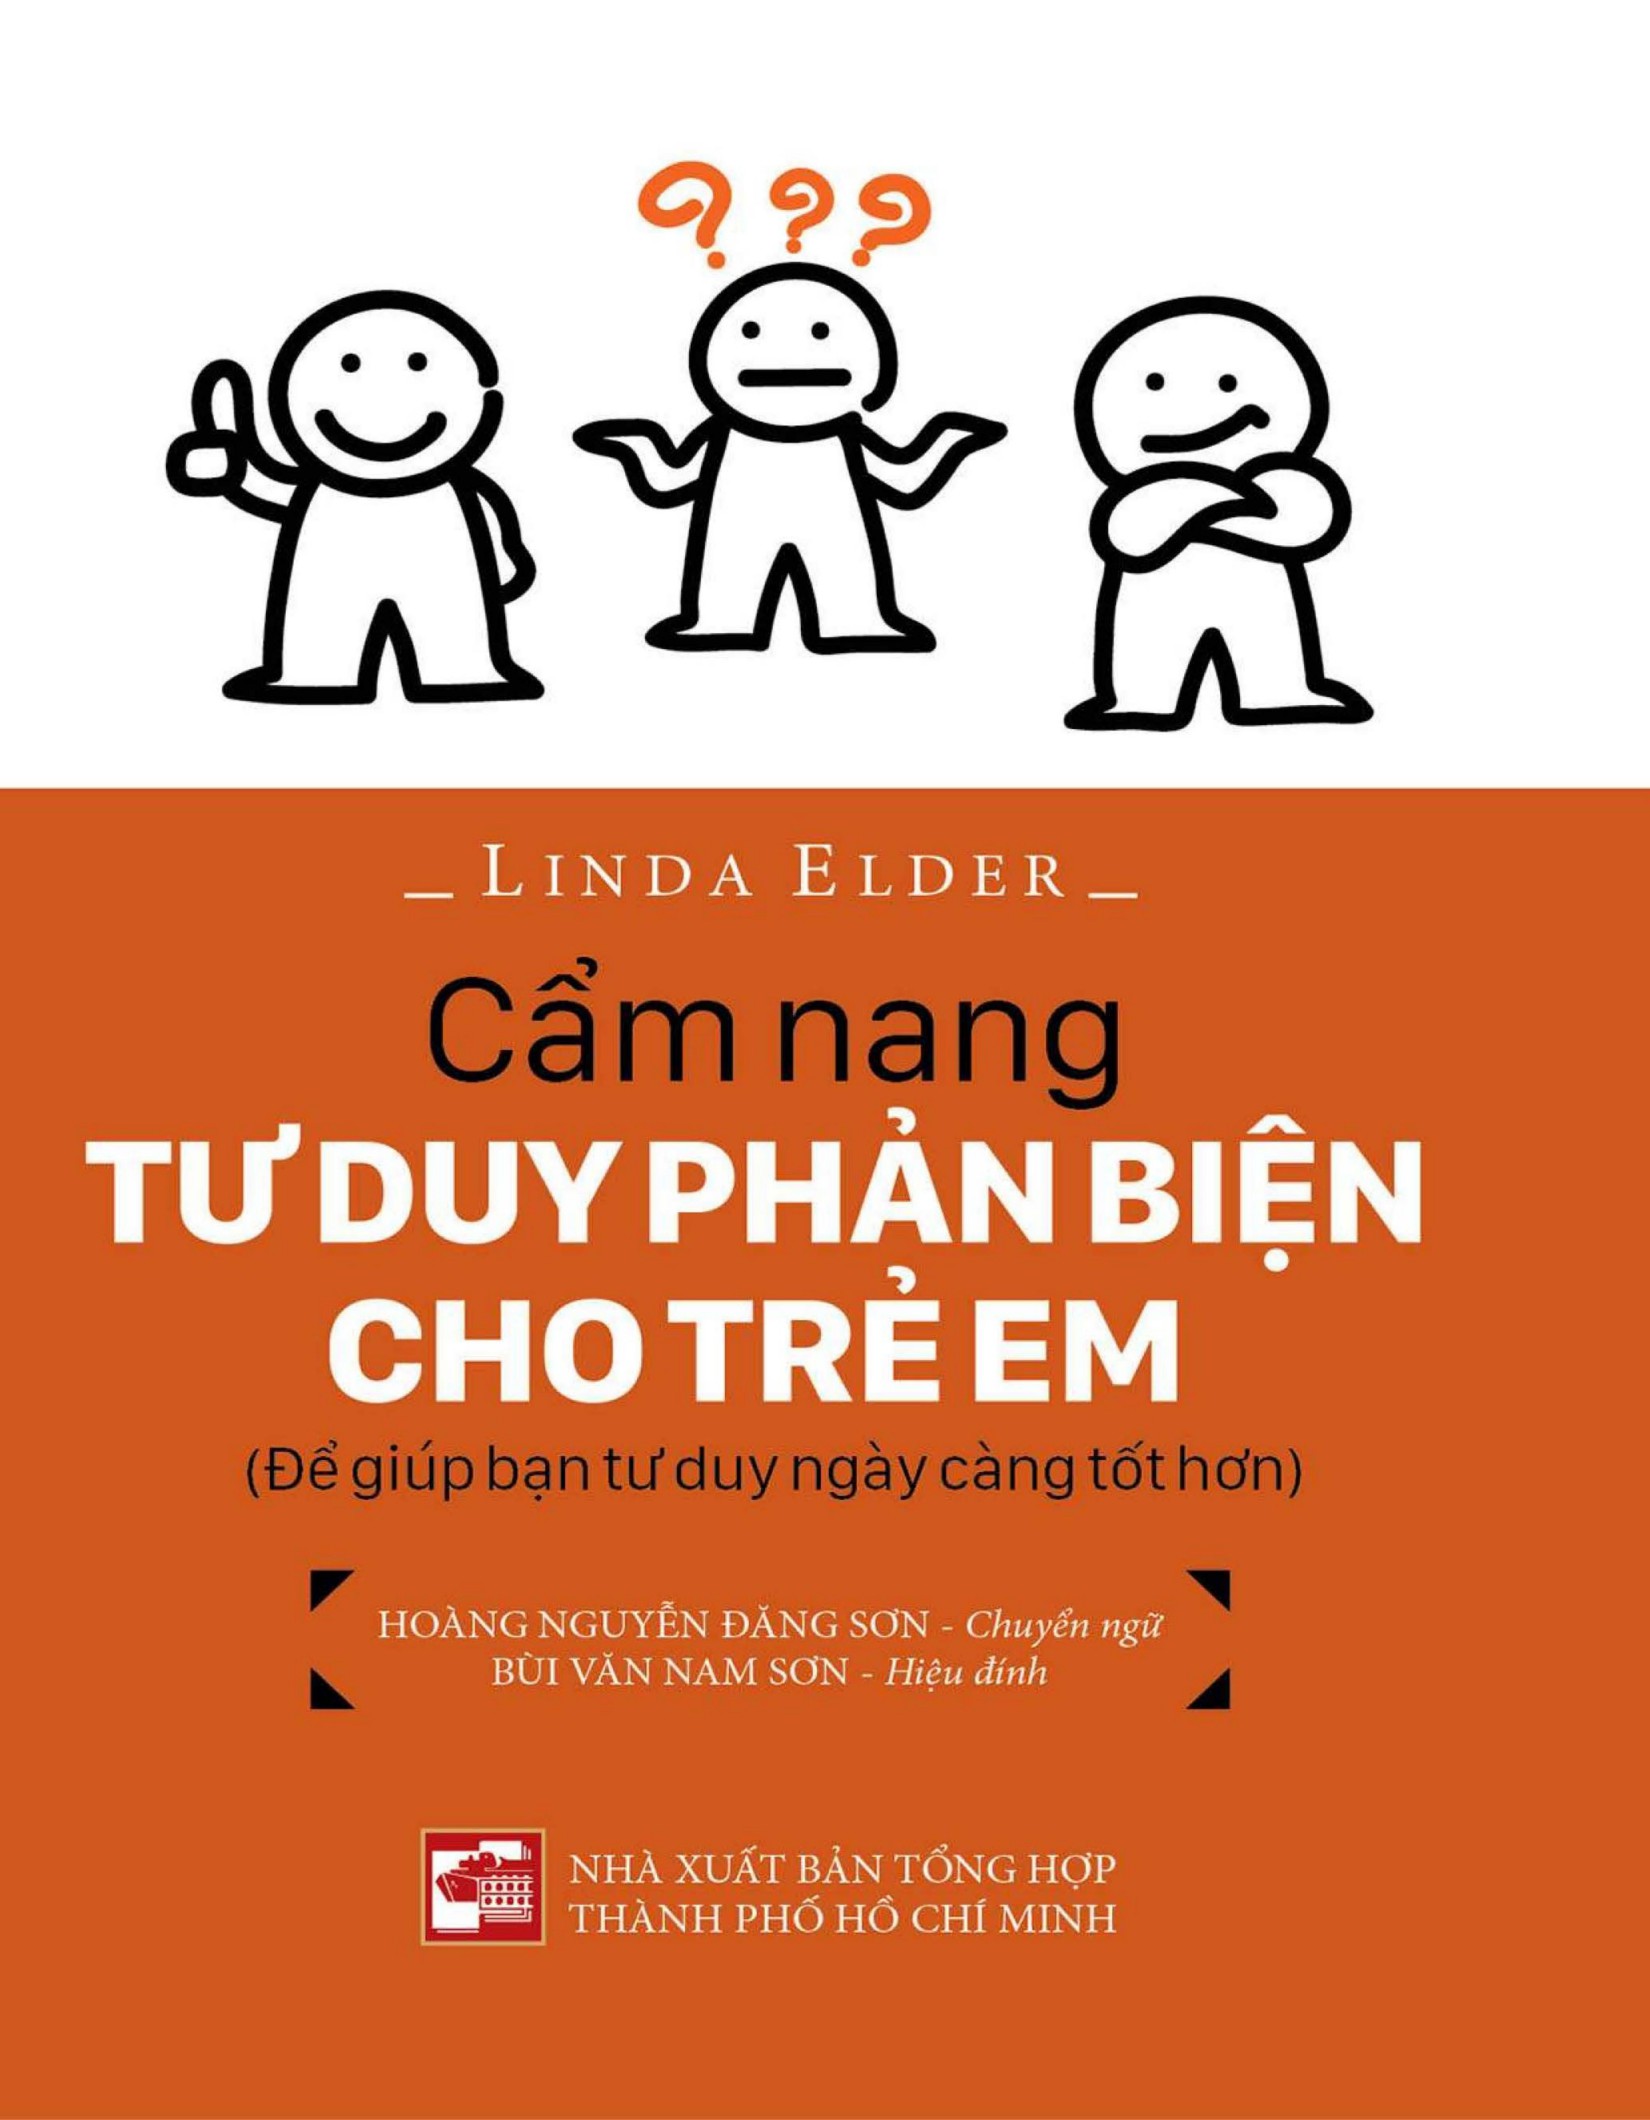 ???
_ LINDA ELDER _
Cẩm nang
TƯ DUY PHẢN BIỆN
CHO TRẺ EM
(Để giúp bạn tư duy ngày càng tốt hơn)
HOÀNG NGUYỄN ĐĂNG SƠN - Chuyển ngữ
BÙI VĂN NAM SƠN - Hiệu đính
NHÀ XUẤT BẢN TỔNG HỢP
THÀNH PHỐ HỒ CHÍ MINH